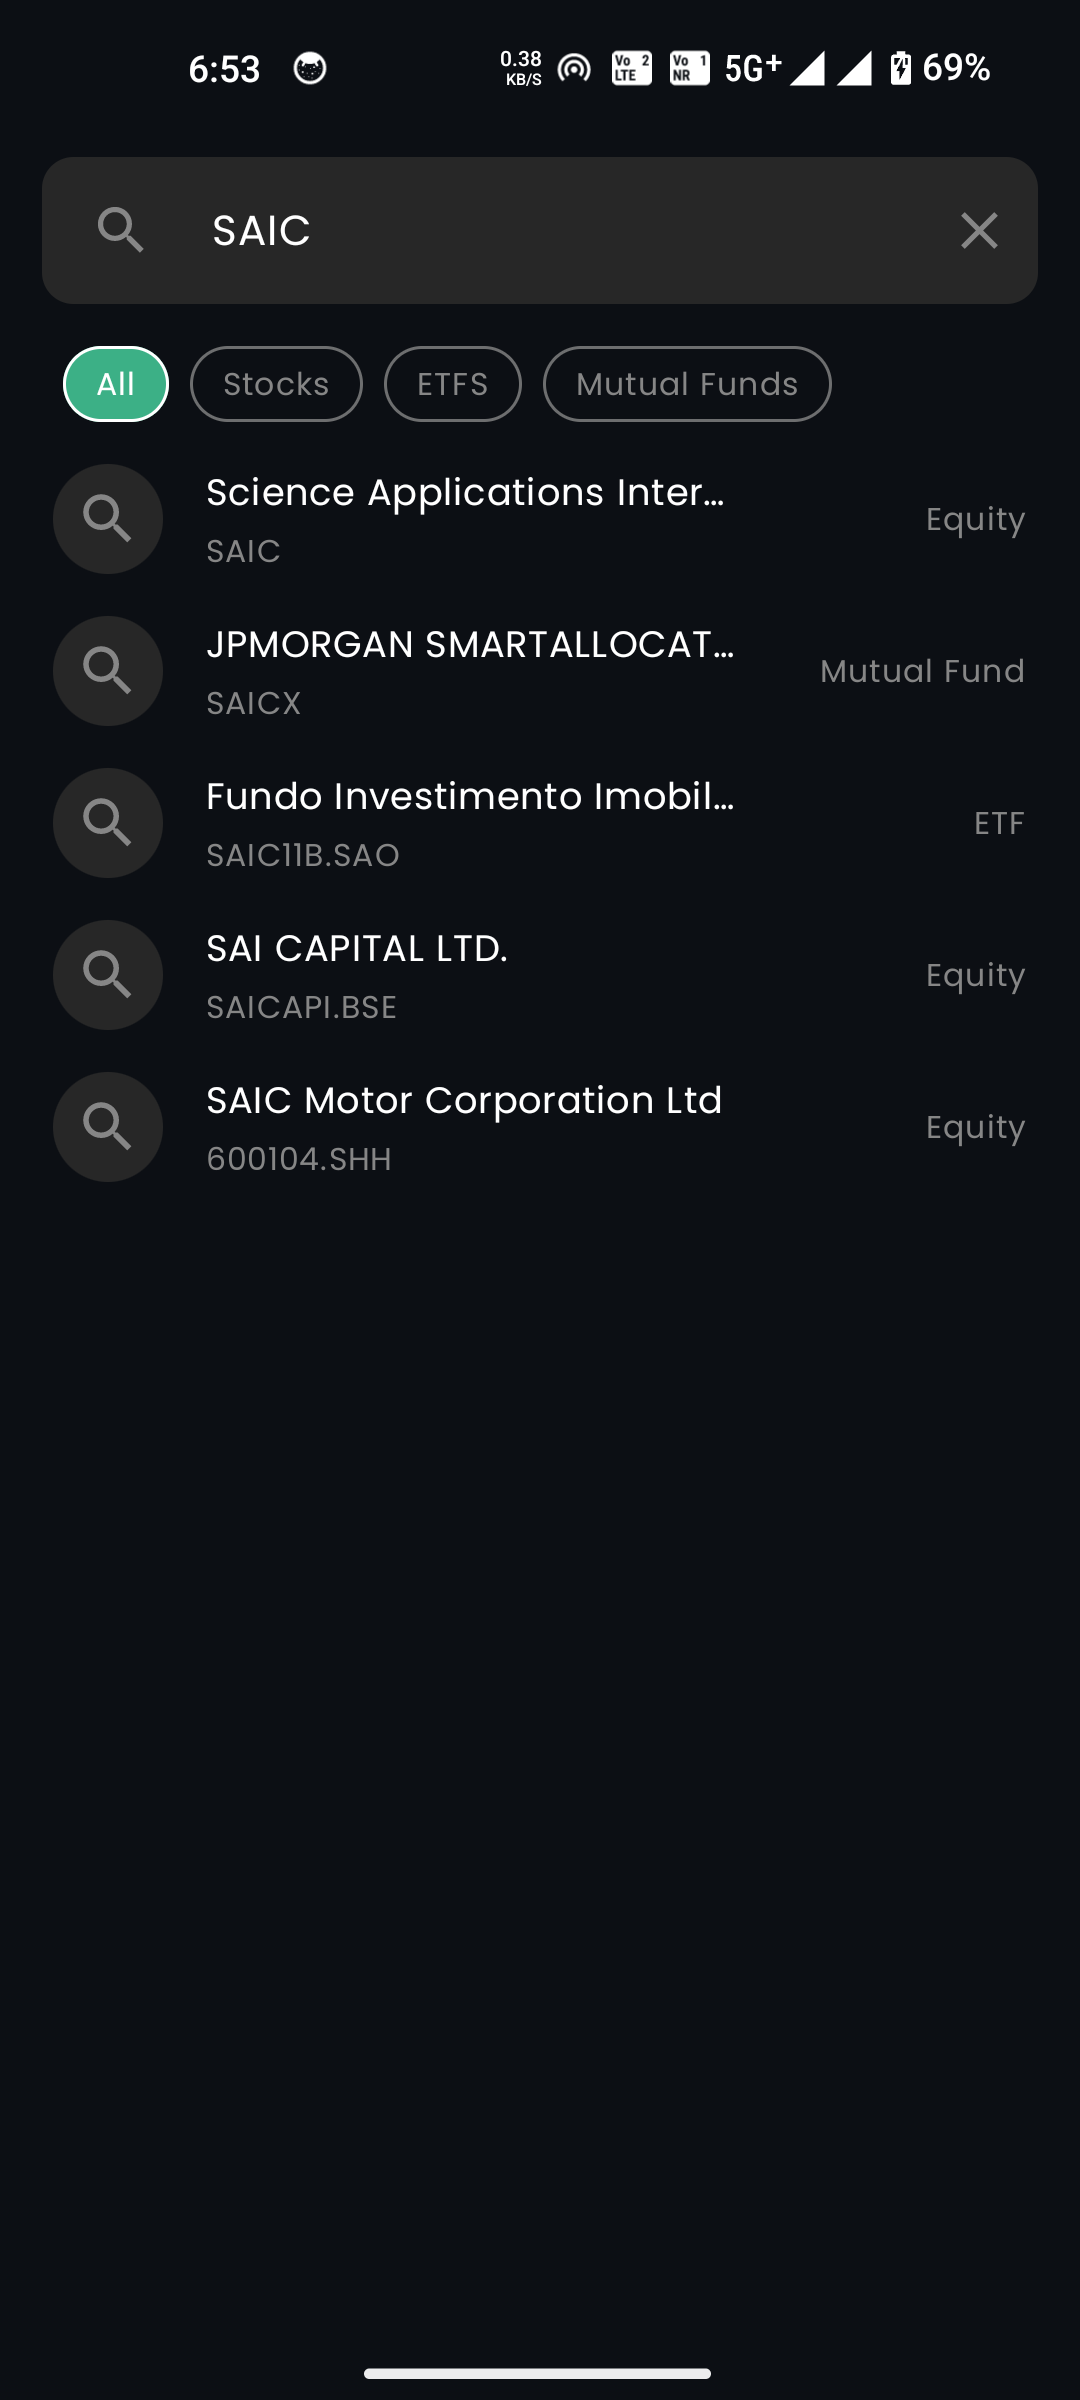 6:53 0.38 KB/S Vo 2 LTE Vo 1 NR 5G+ 69%
SAIC
All Stocks ETFS Mutual Funds
Science Applications Inter...
SAIC
Equity
JPMORGAN SMARTALLOCAT...
SAICX
Mutual Fund
Fundo Investimento Imobil...
SAIC11B.SAO
ETF
SAI CAPITAL LTD.
SAICAPI.BSE
Equity
SAIC Motor Corporation Ltd
600104.SHH
Equity